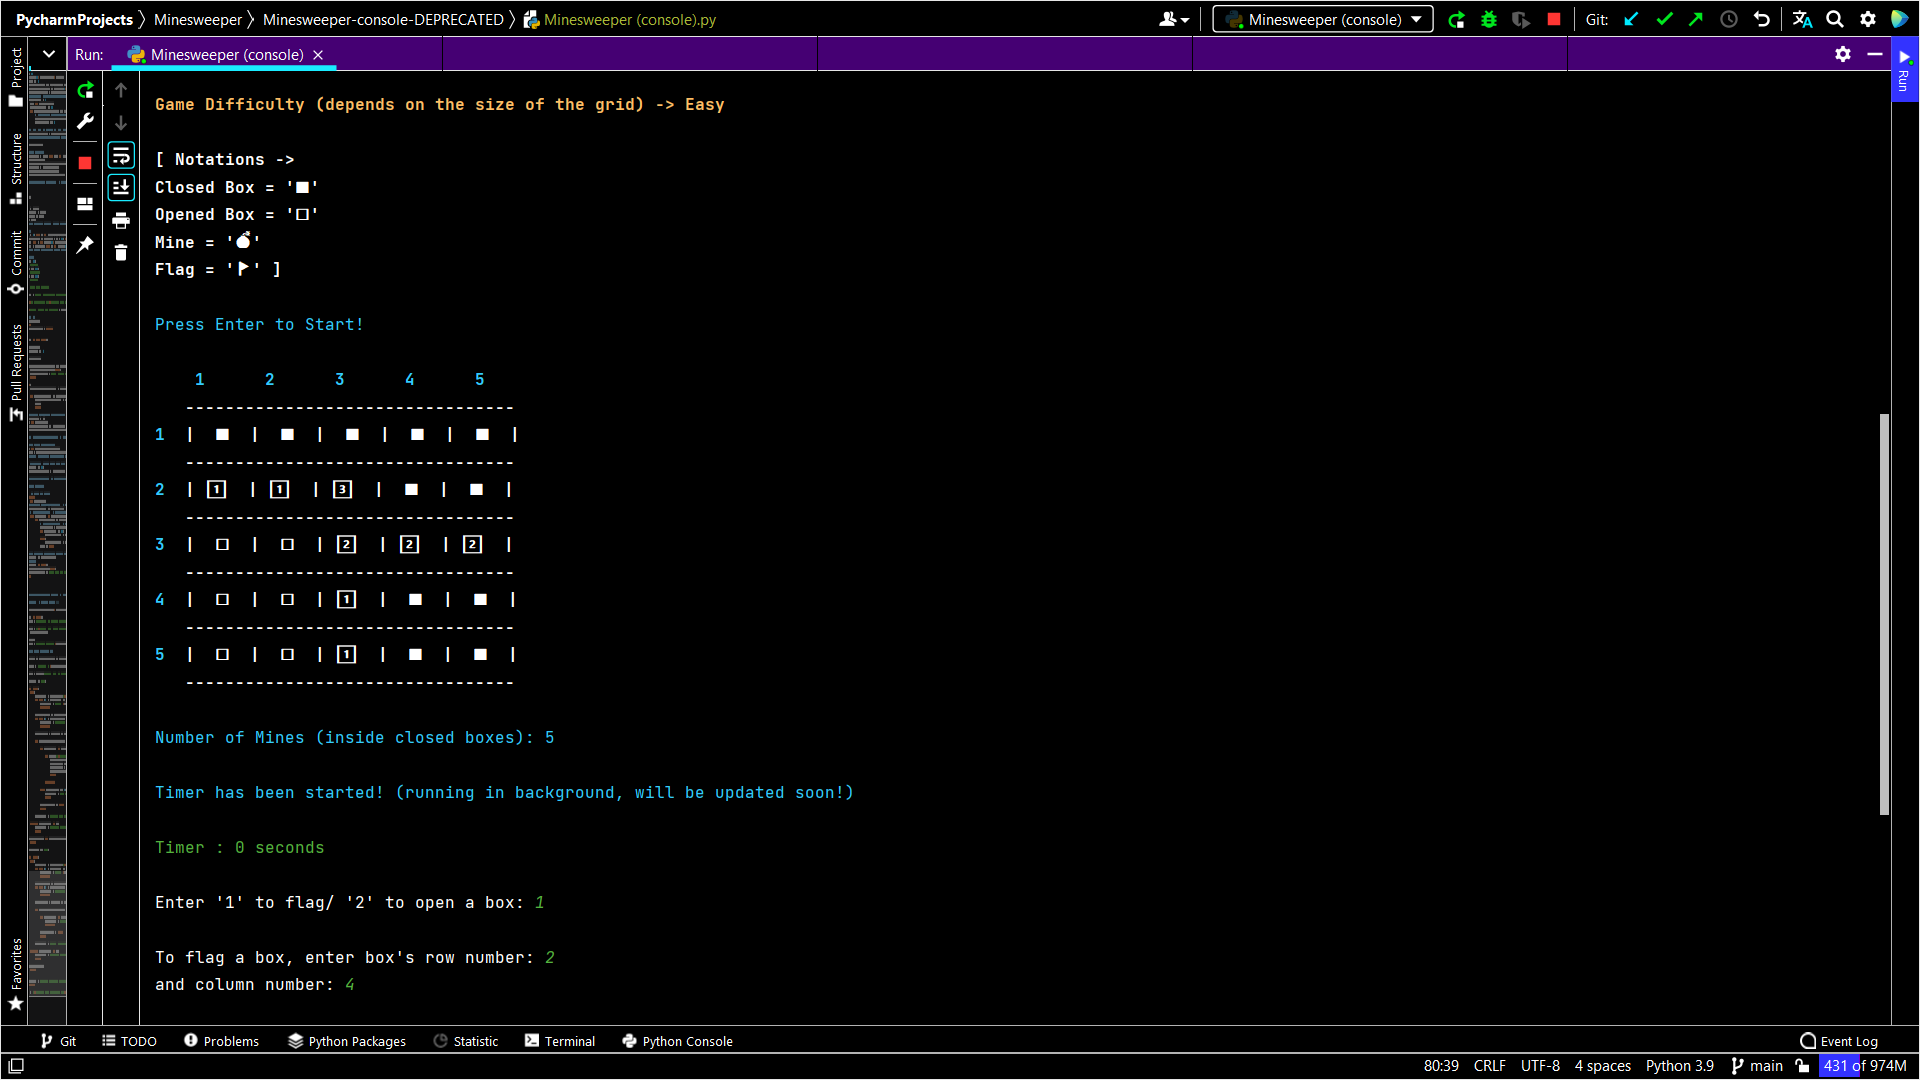 PycharmProjects Minesweeper Minesweeper-console-DEPRECATED Minesweeper (console).py Minesweeper (console) Git:
Run: Minesweeper (console)
Project
Structure
Commit
Pull Requests
Favorites
Run
Game Difficulty (depends on the size of the grid) -> Easy
[ Notations ->
Closed Box = '■'
Opened Box = '□'
Mine = '💣'
Flag = '⚑' ]
Press Enter to Start!
1 2 3 4 5
---------------------------------
1 | ■ | ■ | ■ | ■ | ■ |
---------------------------------
2 | 1 | 1 | 3 | ■ | ■ |
---------------------------------
3 | □ | □ | 2 | 2 | 2 |
---------------------------------
4 | □ | □ | 1 | ■ | ■ |
---------------------------------
5 | □ | □ | 1 | ■ | ■ |
---------------------------------
Number of Mines (inside closed boxes): 5
Timer has been started! (running in background, will be updated soon!)
Timer : 0 seconds
Enter '1' to flag/ '2' to open a box: 1
To flag a box, enter box's row number: 2
and column number: 4
Git TODO Problems Python Packages Statistic Terminal Python Console Event Log
80:39 CRLF UTF-8 4 spaces Python 3.9 main 431 of 974M